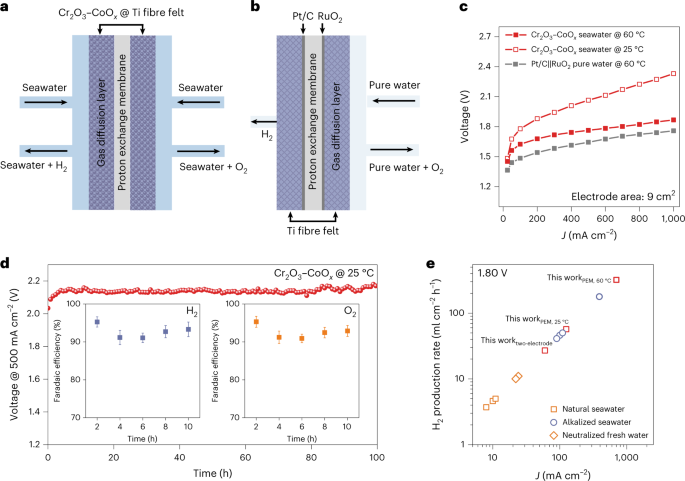 a
Cr2O3–CoOx @ Ti fibre felt
Seawater
Seawater
Seawater + H2
Seawater + O2
Gas diffusion layer
Proton exchange membrane
b
Pt/C RuO2
Pure water
H2
Pure water + O2
Proton exchange membrane
Gas diffusion layer
Ti fibre felt
c
Cr2O3–CoOx seawater @ 60 °C
Cr2O3–CoOx seawater @ 25 °C
Pt/C||RuO2 pure water @ 60 °C
Voltage (V)
2.7
2.4
2.1
1.8
1.5
1.2
Electrode area: 9 cm2
0 200 400 600 800 1,000
J (mA cm−2)
d
Cr2O3–CoOx @ 25 °C
Voltage @ 500 mA cm−2 (V)
2.2
2.0
1.8
1.6
1.4
1.2
H2
Faradaic efficiency (%)
100
90
80
70
60
50
2 4 6 8 10
Time (h)
O2
Faradaic efficiency (%)
100
90
80
70
60
50
2 4 6 8 10
Time (h)
0 20 40 60 80 100
Time (h)
e
1.80 V
H2 production rate (ml cm−2 h−1)
100
10
1
This workPEM, 60 °C
This workPEM, 25 °C
This worktwo-electrode
Natural seawater
Alkalized seawater
Neutralized fresh water
10 100 1,000
J (mA cm−2)